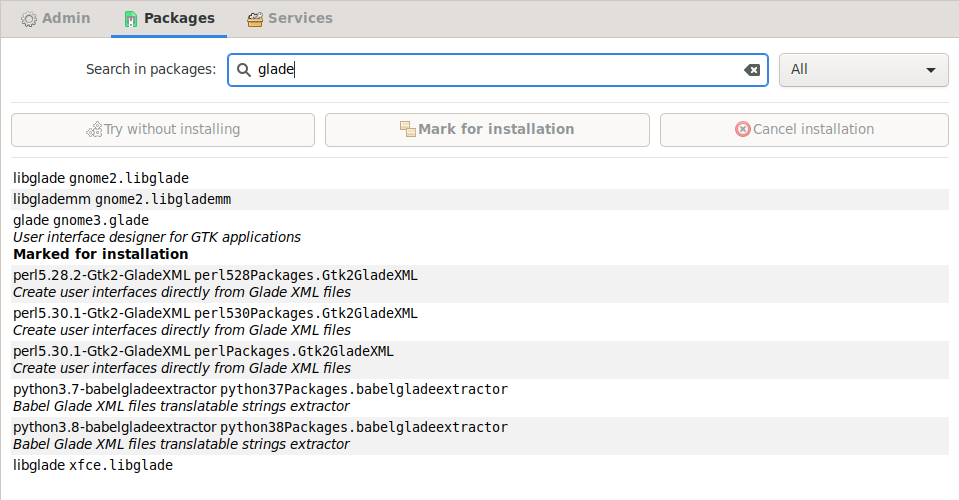 Admin Packages Services
Search in packages: glade All
Try without installing Mark for installation Cancel installation
libglade gnome2.libglade
libglademm gnome2.libglademm
glade gnome3.glade
User interface designer for GTK applications
Marked for installation
perl5.28.2-Gtk2-GladeXML perl528Packages.Gtk2GladeXML
Create user interfaces directly from Glade XML files
perl5.30.1-Gtk2-GladeXML perl530Packages.Gtk2GladeXML
Create user interfaces directly from Glade XML files
perl5.30.1-Gtk2-GladeXML perlPackages.Gtk2GladeXML
Create user interfaces directly from Glade XML files
python3.7-babelgladeextractor python37Packages.babelgladeextractor
Babel Glade XML files translatable strings extractor
python3.8-babelgladeextractor python38Packages.babelgladeextractor
Babel Glade XML files translatable strings extractor
libglade xfce.libglade